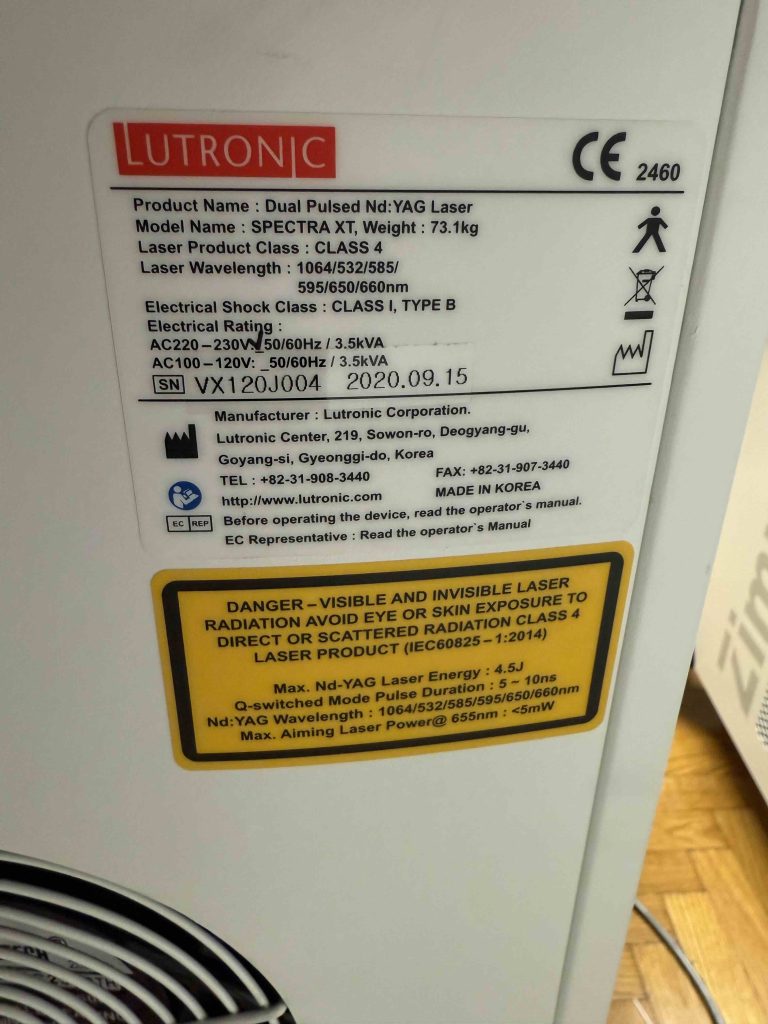 LUTRONIC
CE 2460
Product Name : Dual Pulsed Nd:YAG Laser
Model Name : SPECTRA XT, Weight : 73.1kg
Laser Product Class : CLASS 4
Laser Wavelength : 1064/532/585/
595/650/660nm
Electrical Shock Class : CLASS I, TYPE B
Electrical Rating :
AC220–230V: _50/60Hz / 3.5kVA
AC100–120V: _50/60Hz / 3.5kVA
SN VX120J004 2020.09.15
Manufacturer : Lutronic Corporation.
Lutronic Center, 219, Sowon-ro, Deogyang-gu,
Goyang-si, Gyeonggi-do, Korea
TEL : +82-31-908-3440 FAX: +82-31-907-3440
http://www.lutronic.com MADE IN KOREA
Before operating the device, read the operator`s manual.
EC REP EC Representative : Read the operator`s Manual
DANGER – VISIBLE AND INVISIBLE LASER
RADIATION AVOID EYE OR SKIN EXPOSURE TO
DIRECT OR SCATTERED RADIATION CLASS 4
LASER PRODUCT (IEC60825 – 1:2014)
Max. Nd-YAG Laser Energy : 4.5J
Q-switched Mode Pulse Duration : 5 ~ 10ns
Nd:YAG Wavelength : 1064/532/585/595/650/660nm
Max. Aiming Laser Power@ 655nm : <5mW